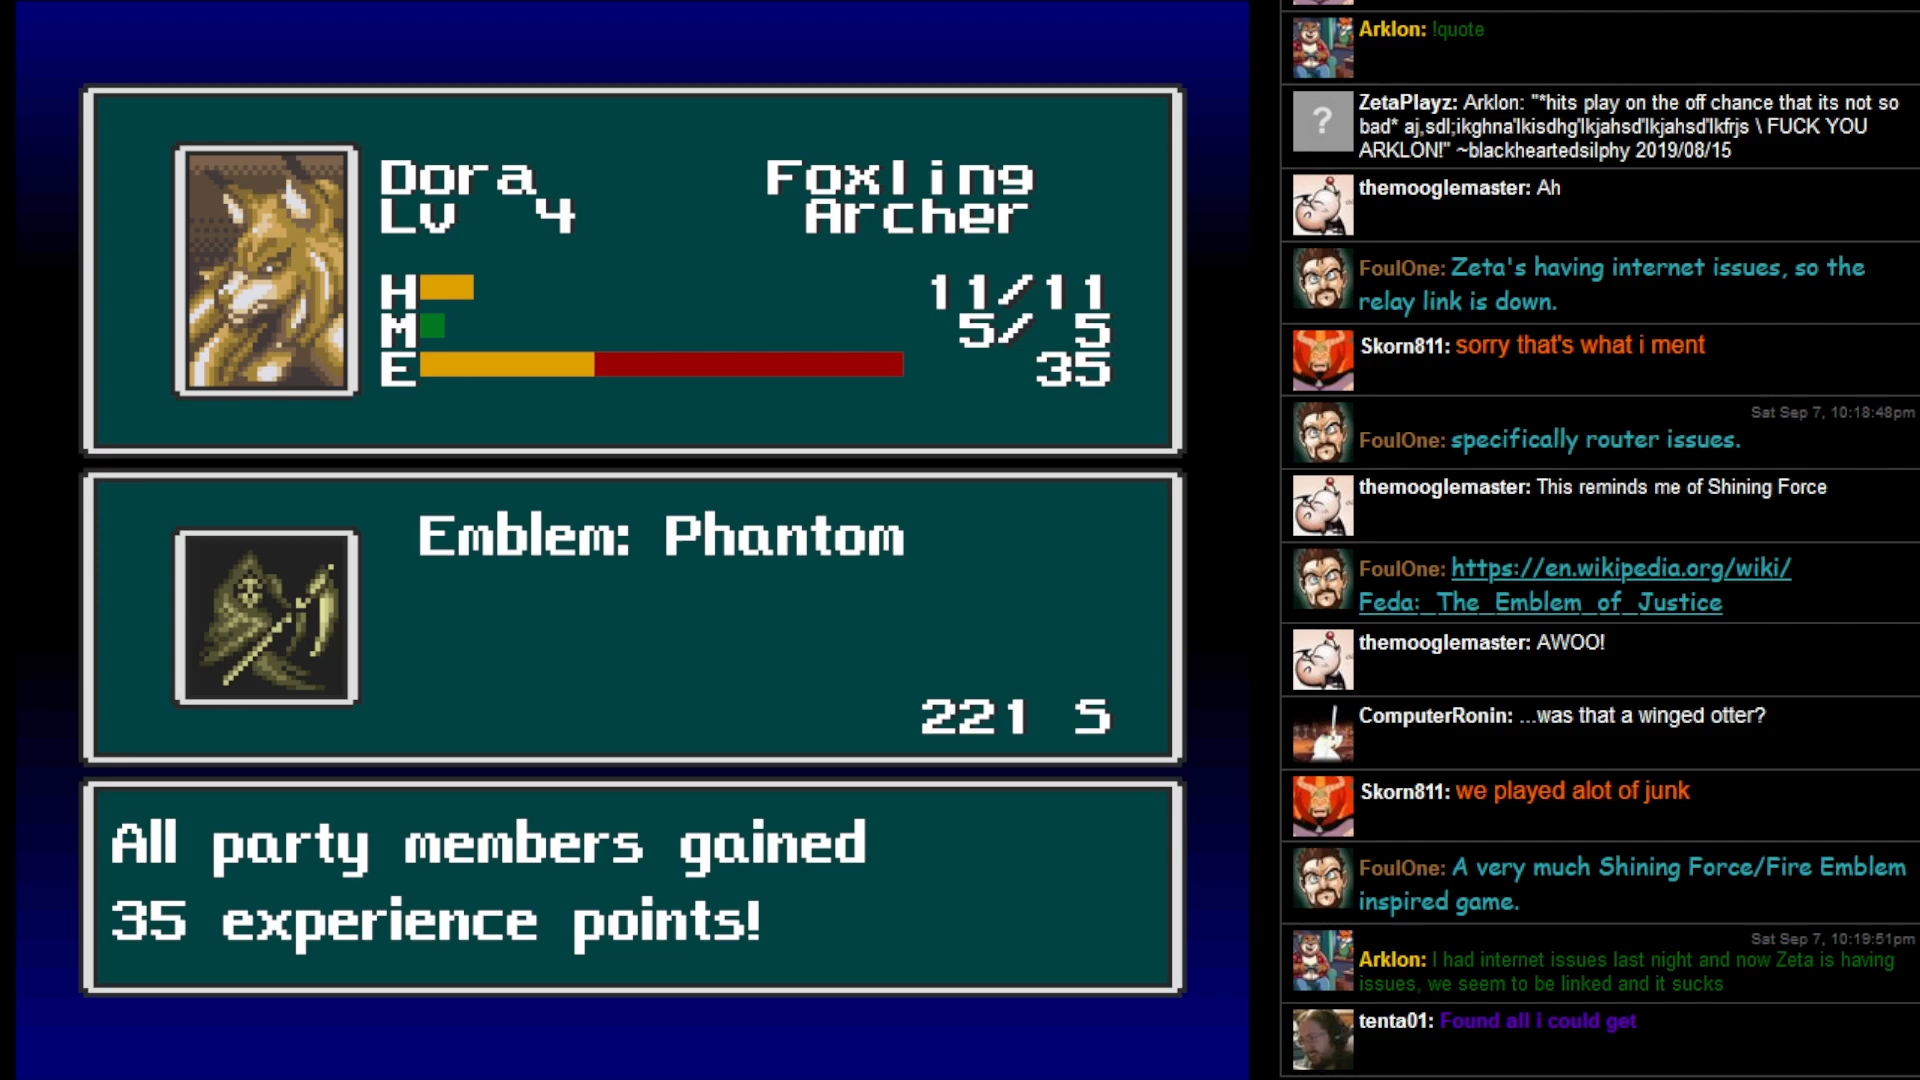 Dora Foxling
Lv 4 Archer
H 11/11
M 5/ 5
E 35
Emblem: Phantom
221 S
All party members gained
35 experience points!
Arklon: !quote
ZetaPlayz: Arklon: "*hits play on the off chance that its not so
bad* aj,sdl;ikghna'lkisdhg'lkjahsd'lkjahsd'lkfrjs \ FUCK YOU
ARKLON!" ~blackheartedsilphy 2019/08/15
themooglemaster: Ah
FoulOne: Zeta's having internet issues, so the
relay link is down.
Skorn811: sorry that's what i ment
Sat Sep 7, 10:18:48pm
FoulOne: specifically router issues.
themooglemaster: This reminds me of Shining Force
FoulOne: https://en.wikipedia.org/wiki/
Feda:_The_Emblem_of_Justice
themooglemaster: AWOO!
ComputerRonin: ...was that a winged otter?
Skorn811: we played alot of junk
FoulOne: A very much Shining Force/Fire Emblem
inspired game.
Sat Sep 7, 10:19:51pm
Arklon: I had internet issues last night and now Zeta is having
issues, we seem to be linked and it sucks
tenta01: Found all i could get